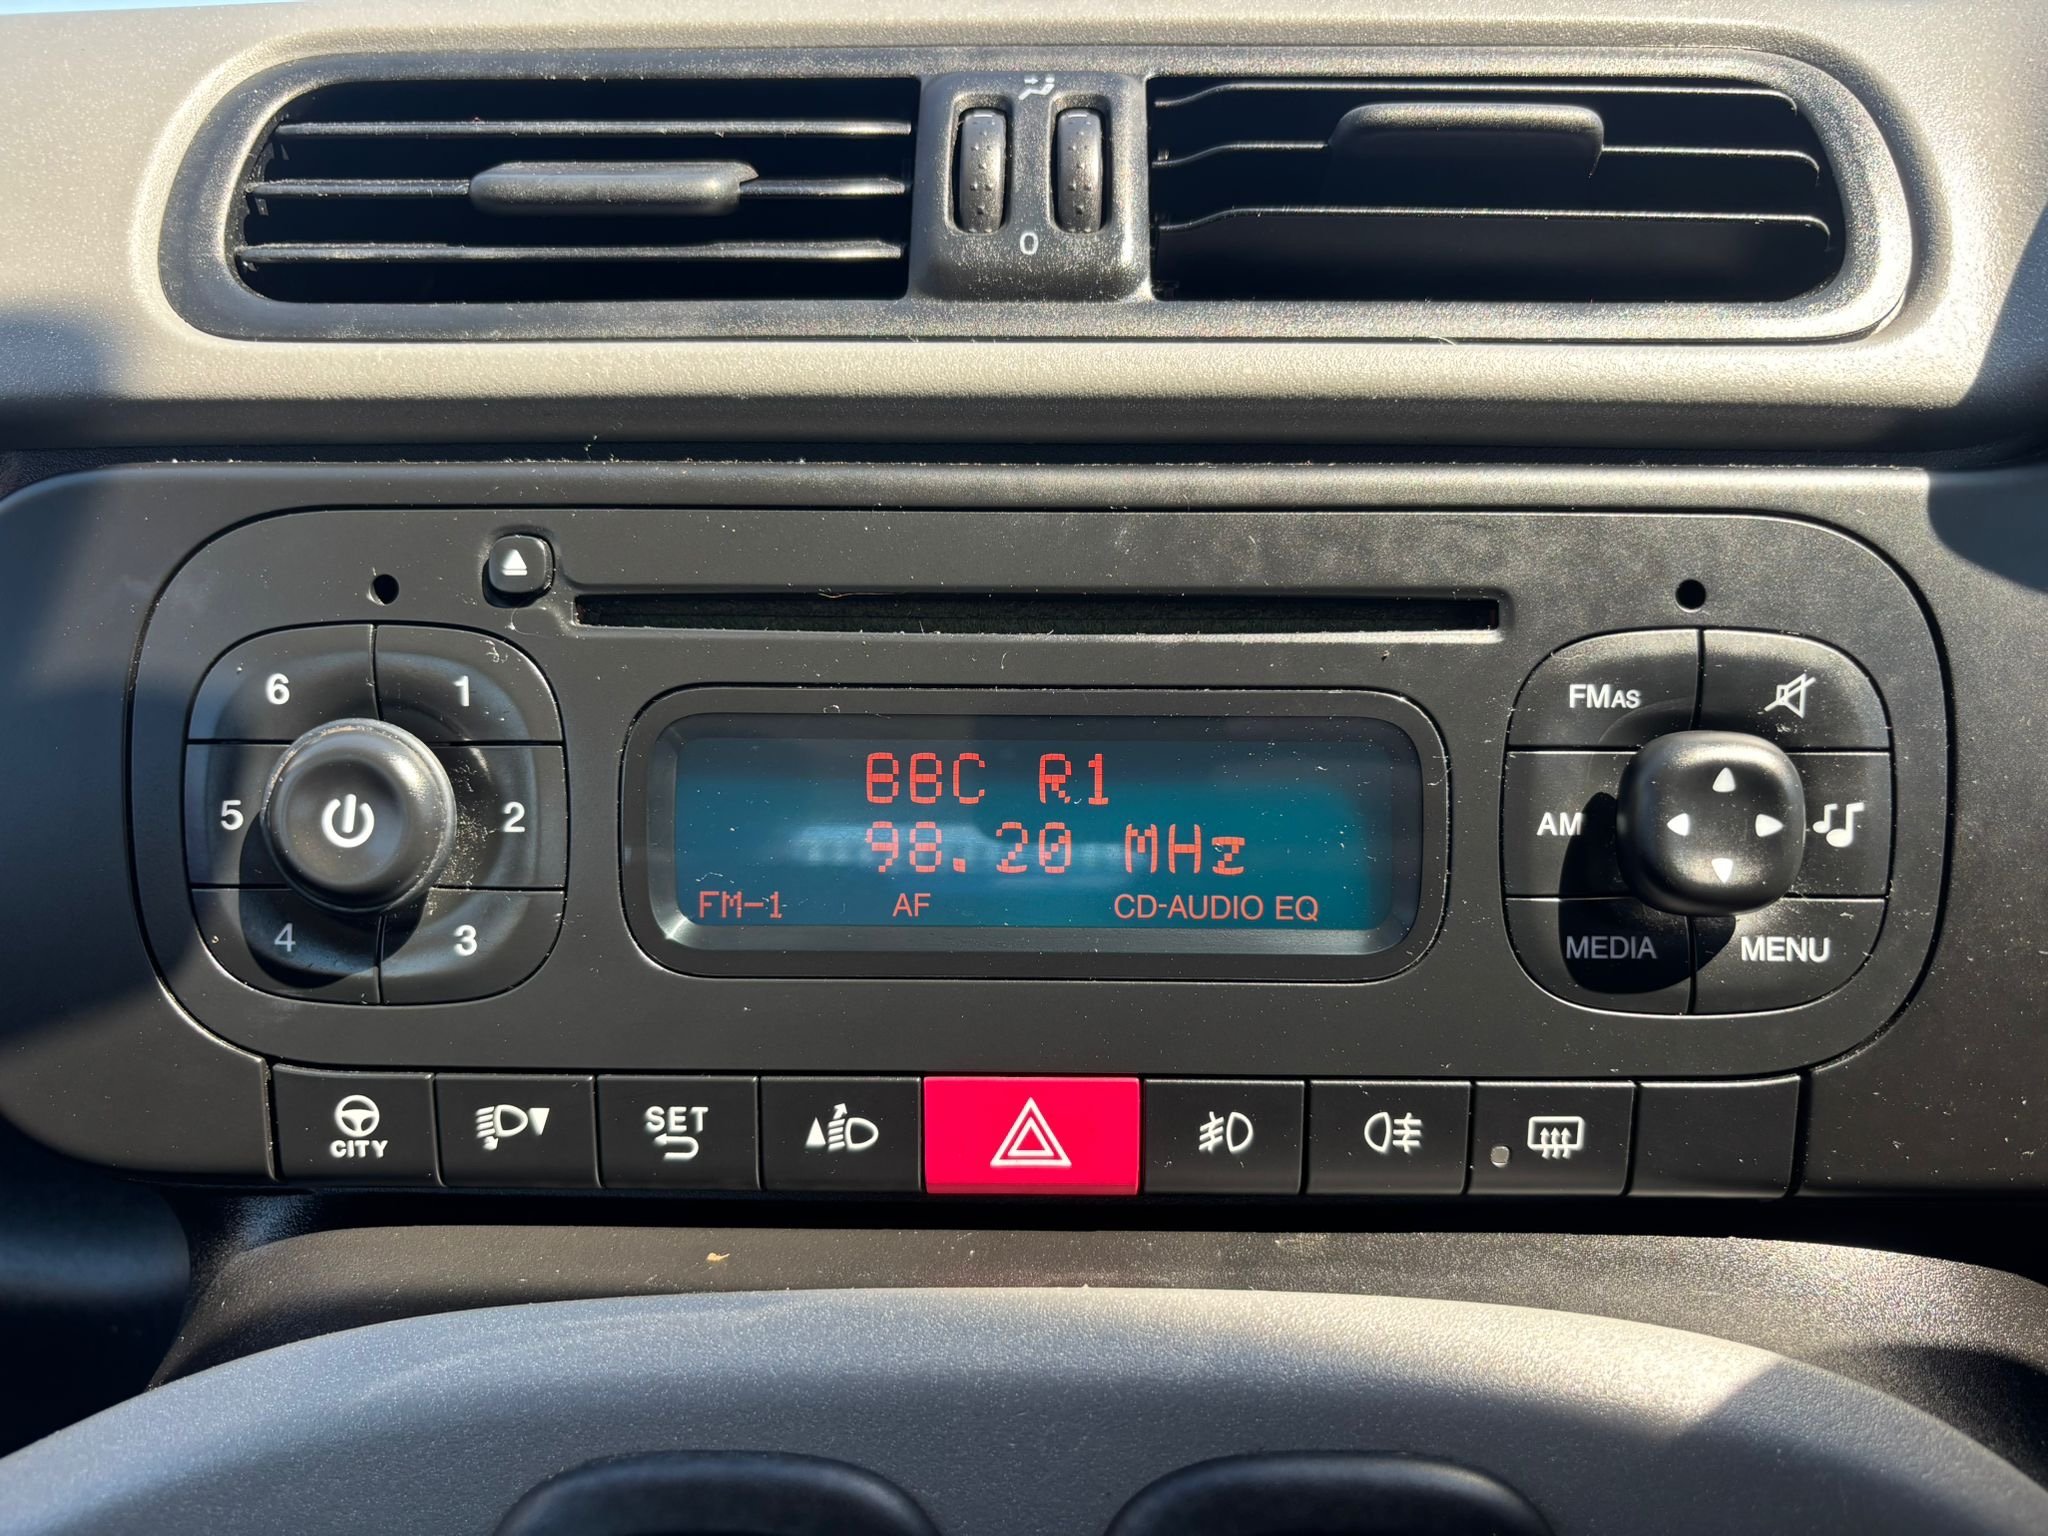 0
6 1
FMAS
BBC R1
5 2
98.20 MHz
AM
FM-1 AF CD-AUDIO EQ
4 3
MEDIA MENU
CITY
SET